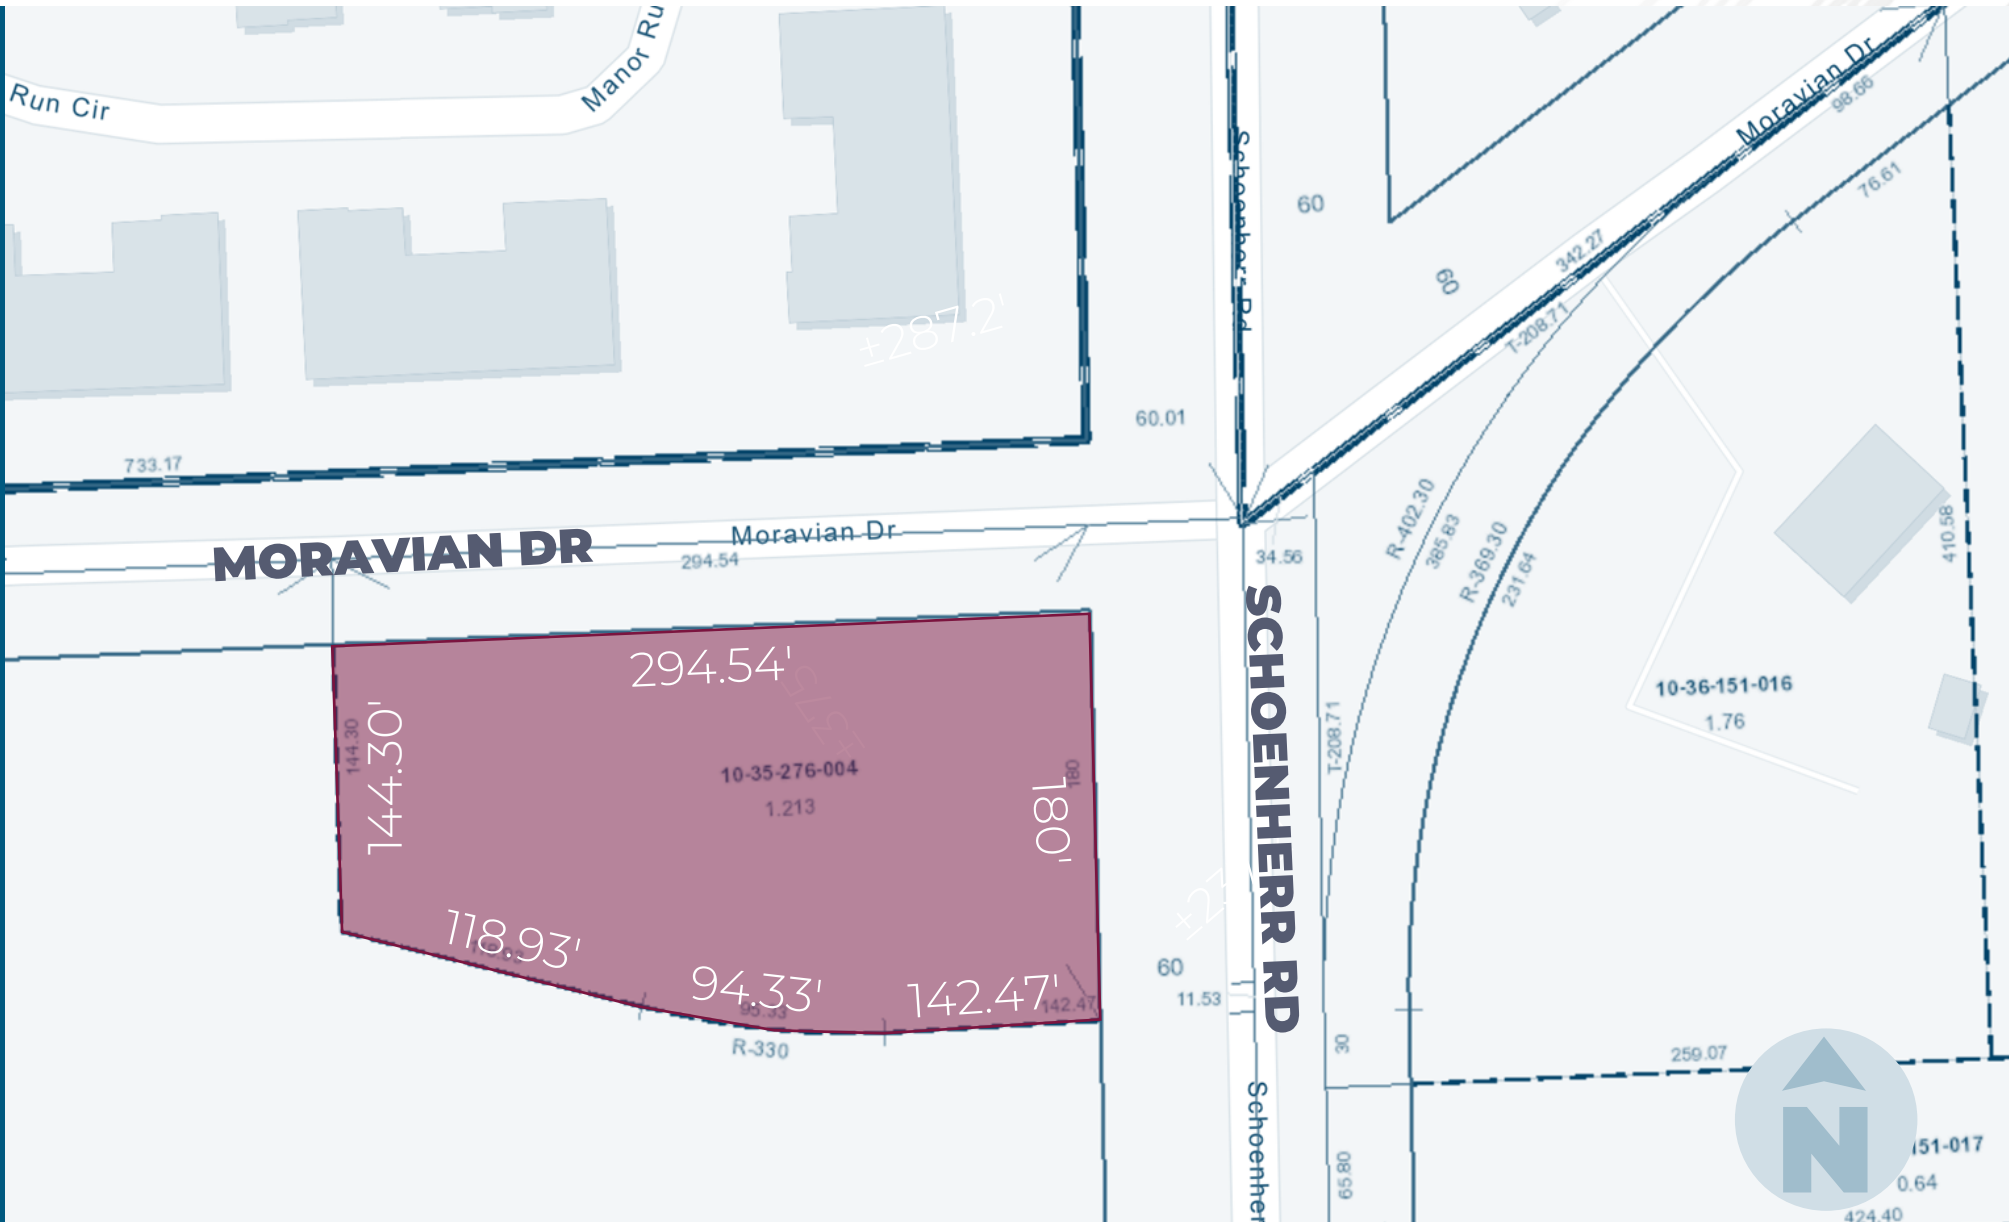 Run Cir
Manor Ru
Schoenherr Rd
60
60
Moravian Dr
98.66
76.61
342.27
T-208.71
±287.2'
60.01
733.17
MORAVIAN DR
Moravian Dr
294.54
34.56
R-402.30
385.83
R-369.30
231.64
410.58
SCHOENHERR RD
294.54'
144.30
144.30'
10-35-276-004
1.213
180
180'
T-208.71
10-36-151-016
1.76
118.93'
94.33'
95.33
142.47'
142.47
R-330
60
11.53
30
259.07
N
Schoenher
65.80
151-017
0.64
424.40